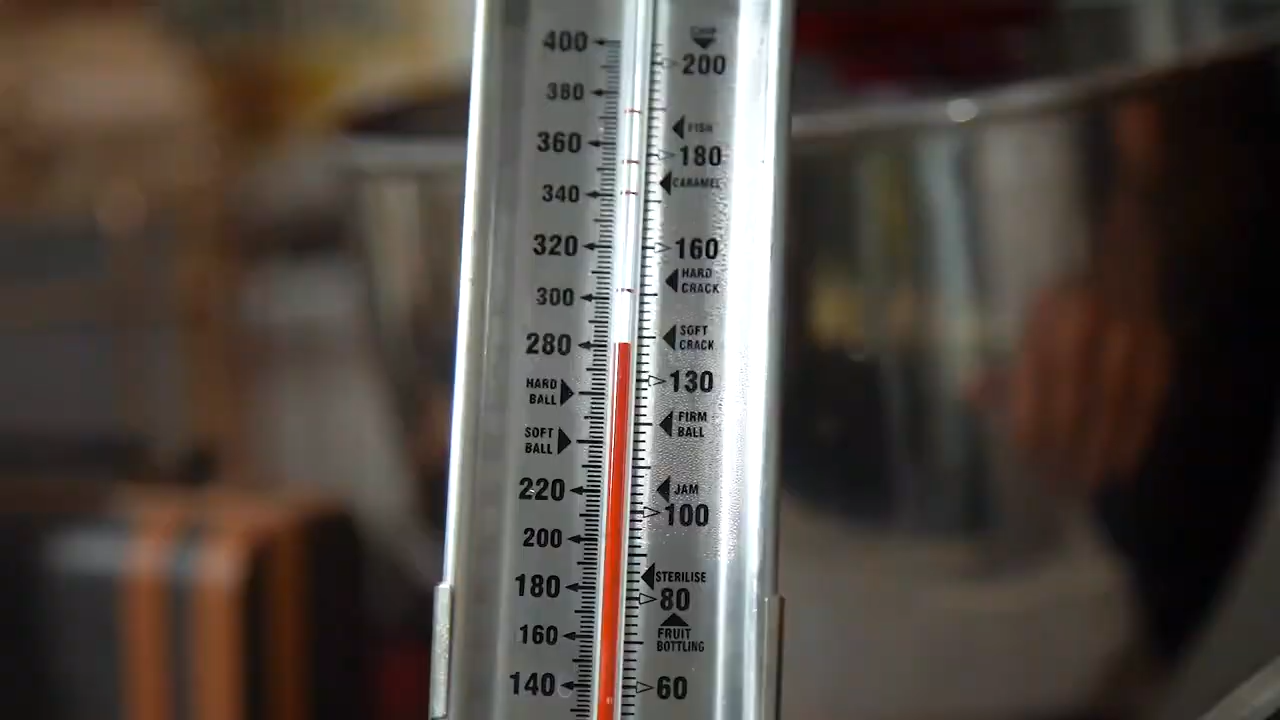 400
200
380
FISH
360
180
CARAMEL
340
320
160
HARD
CRACK
300
SOFT
CRACK
280
130
HARD
BALL
FIRM
BALL
SOFT
BALL
220
JAM
100
200
STERILISE
180
80
FRUIT
BOTTLING
160
140
60